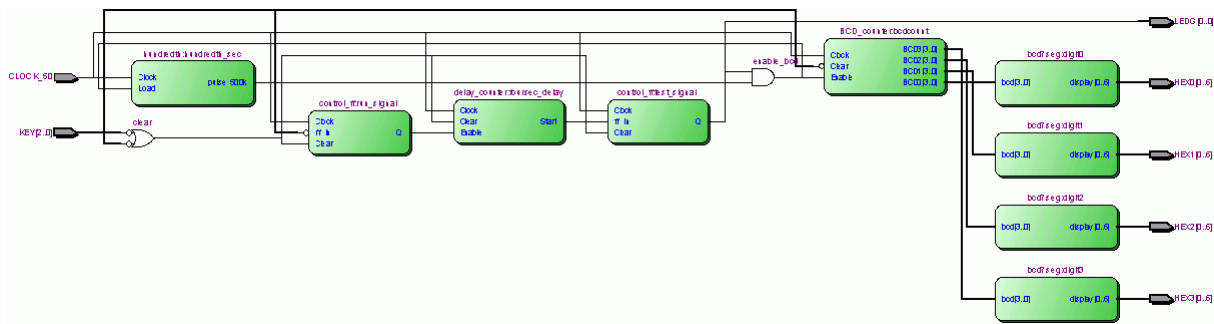 LEDG[0..0]
BCD_counter:bcdcount
hundredth:hundredth_sec
Clock
Load
pulse_500k
CLOCK_50
enable_bcd
Clock
Clear
Enable
BCD3[3..0]
BCD2[3..0]
BCD1[3..0]
BCD0[3..0]
bcd7seg:digit0
bcd[3..0]
display[0..6]
HEX0[0..6]
delay_counter:foursec_delay
Clock
Clear
Enable
Start
control_ff:run_signal
Clock
ff_in
Clear
Q
control_ff:test_signal
Clock
ff_in
Clear
Q
clear
KEY[2..0]
bcd7seg:digit1
bcd[3..0]
display[0..6]
HEX1[0..6]
bcd7seg:digit2
bcd[3..0]
display[0..6]
HEX2[0..6]
bcd7seg:digit3
bcd[3..0]
display[0..6]
HEX3[0..6]